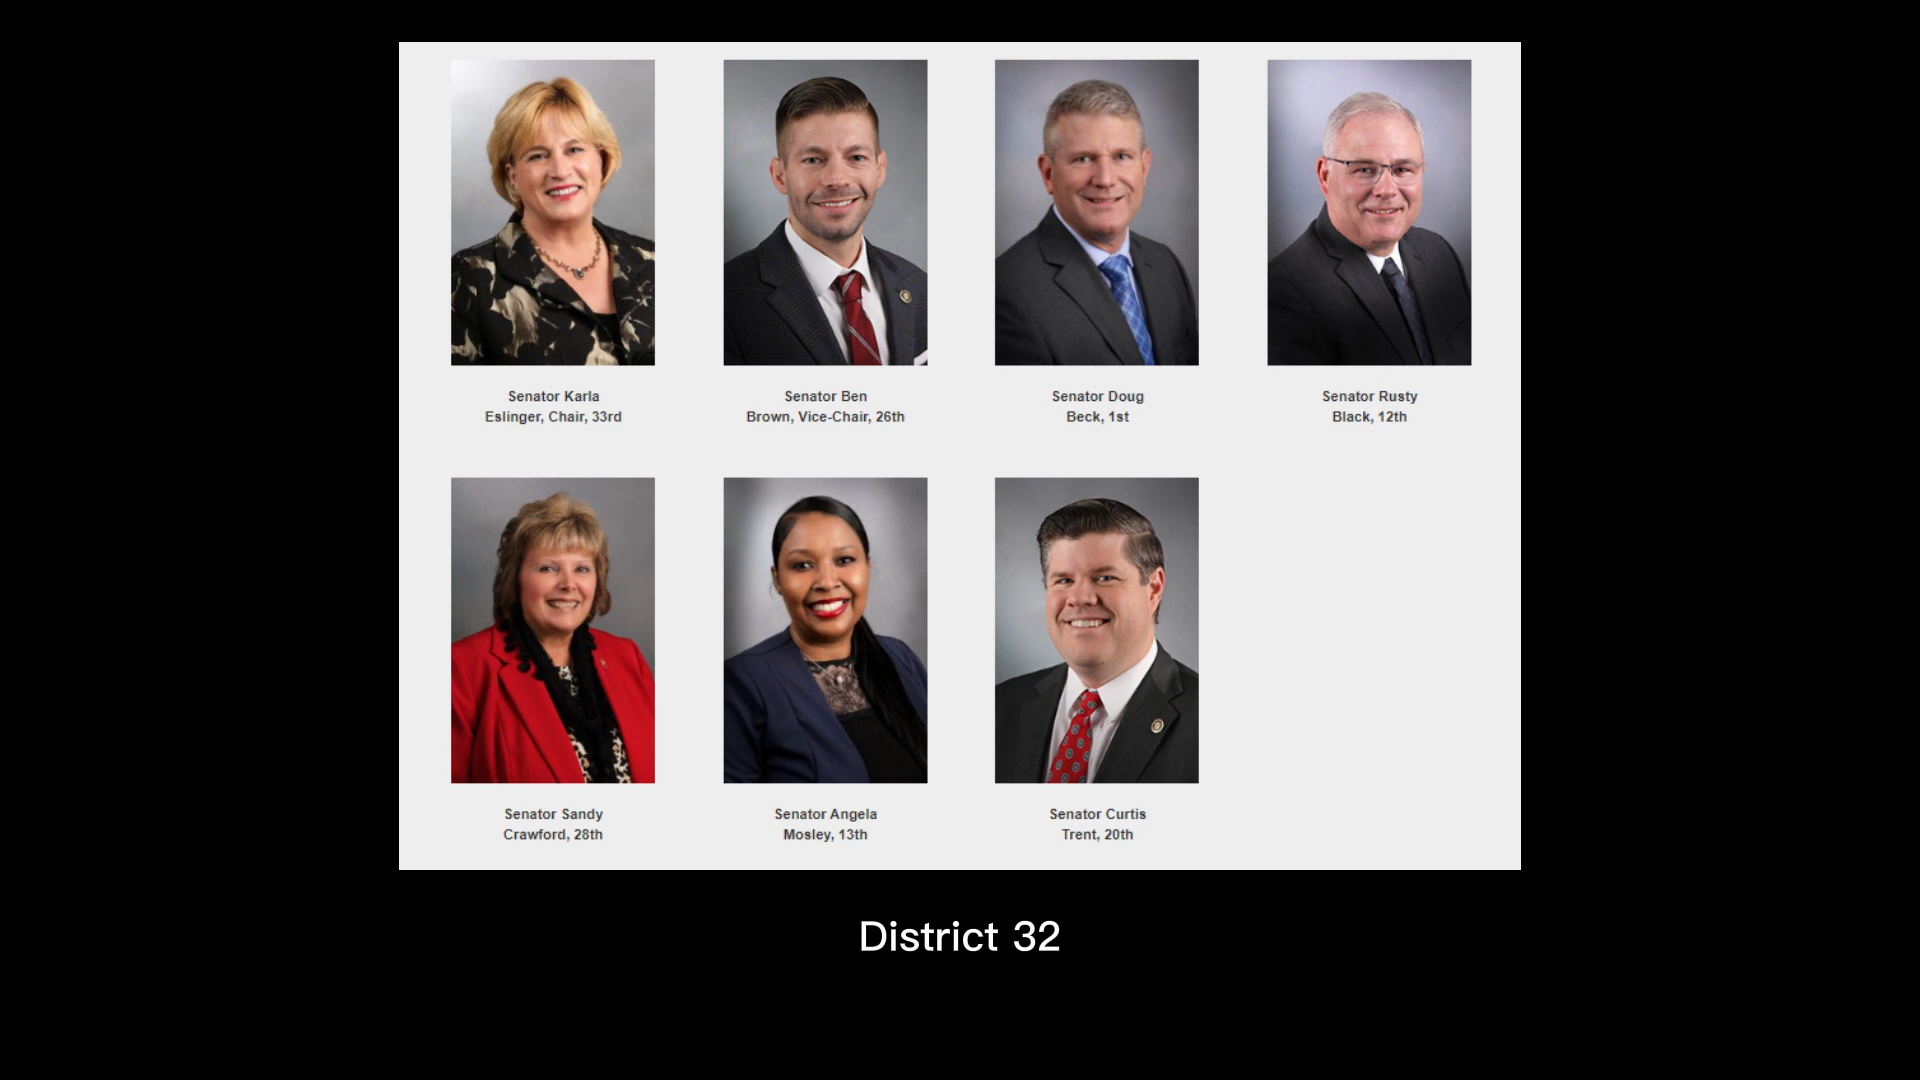 Senator Karla
Eslinger, Chair, 33rd
Senator Ben
Brown, Vice-Chair, 26th
Senator Doug
Beck, 1st
Senator Rusty
Black, 12th
Senator Sandy
Crawford, 28th
Senator Angela
Mosley, 13th
Senator Curtis
Trent, 20th
District 32